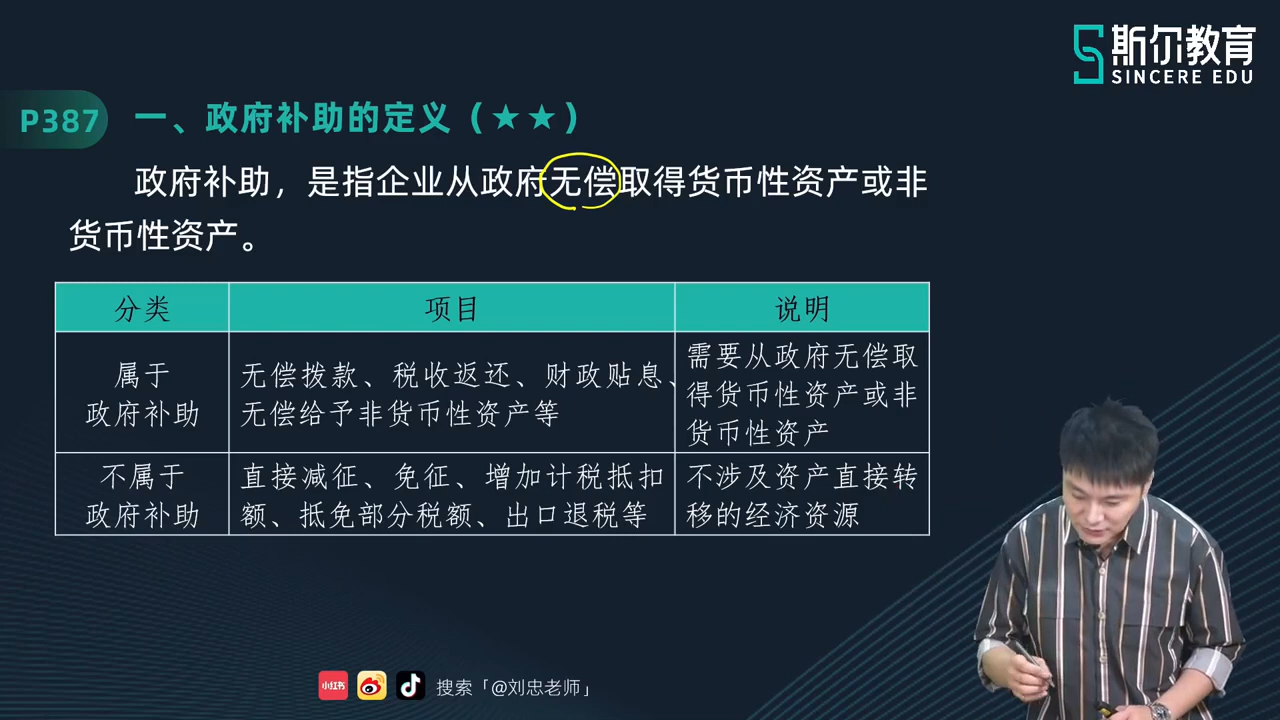 斯尔教育
SINCERE EDU
P387
一、政府补助的定义（★★）
政府补助，是指企业从政府无偿取得货币性资产或非
货币性资产。
分类
项目
说明
属于
政府补助
无偿拨款、税收返还、财政贴息、
无偿给予非货币性资产等
需要从政府无偿取
得货币性资产或非
货币性资产
不属于
政府补助
直接减征、免征、增加计税抵扣
额、抵免部分税额、出口退税等
不涉及资产直接转
移的经济资源
小红书
搜索「@刘忠老师」